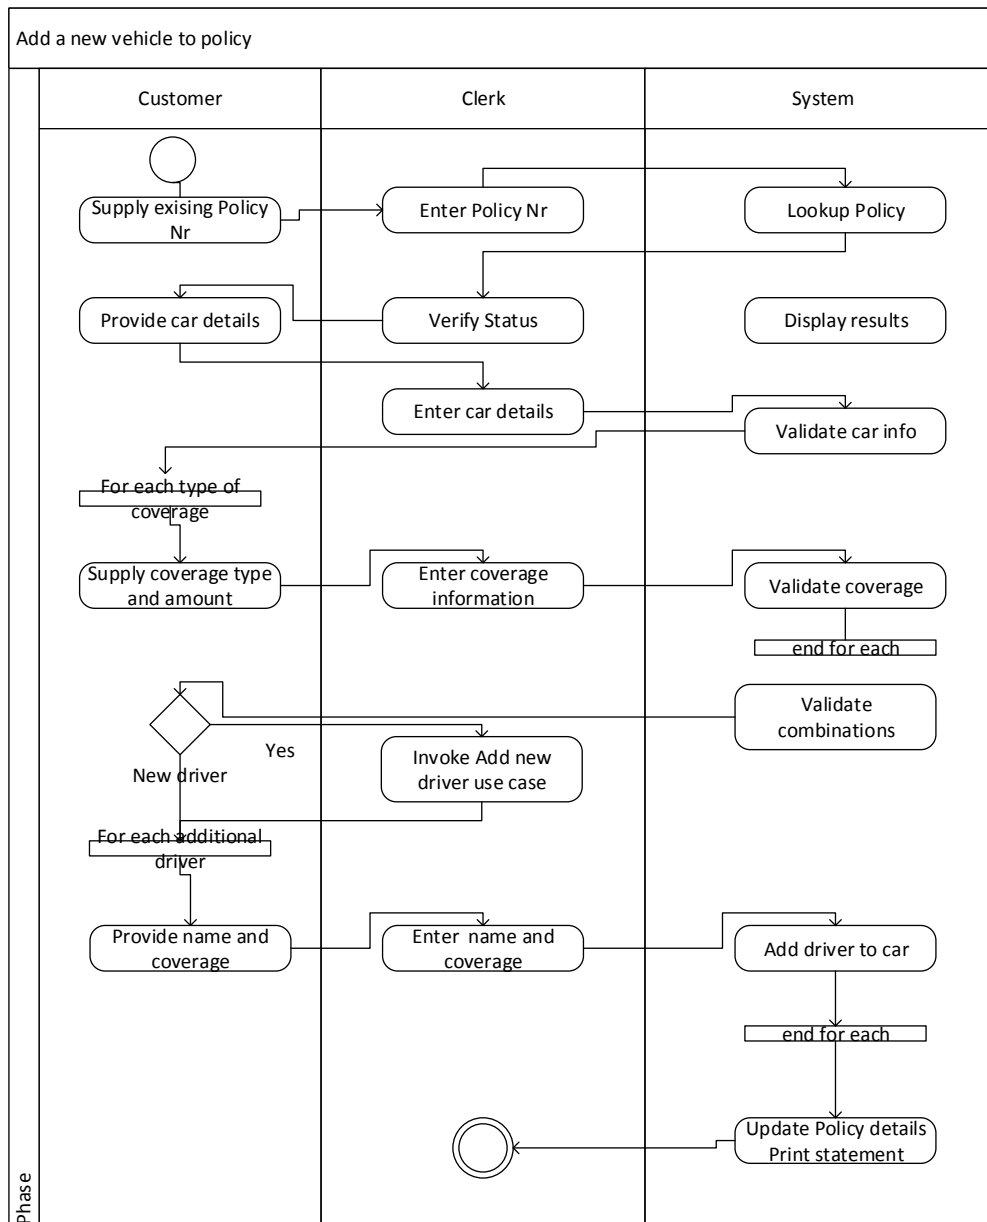 Add a new vehicle to policy
Customer
Clerk
System
Supply exising Policy
Nr
Enter Policy Nr
Lookup Policy
Provide car details
Verify Status
Display results
Enter car details
Validate car info
For each type of
coverage
Supply coverage type
and amount
Enter coverage
information
Validate coverage
end for each
Validate
combinations
Yes
New driver
Invoke Add new
driver use case
For each additional
driver
Provide name and
coverage
Enter name and
coverage
Add driver to car
end for each
Update Policy details
Print statement
Phase